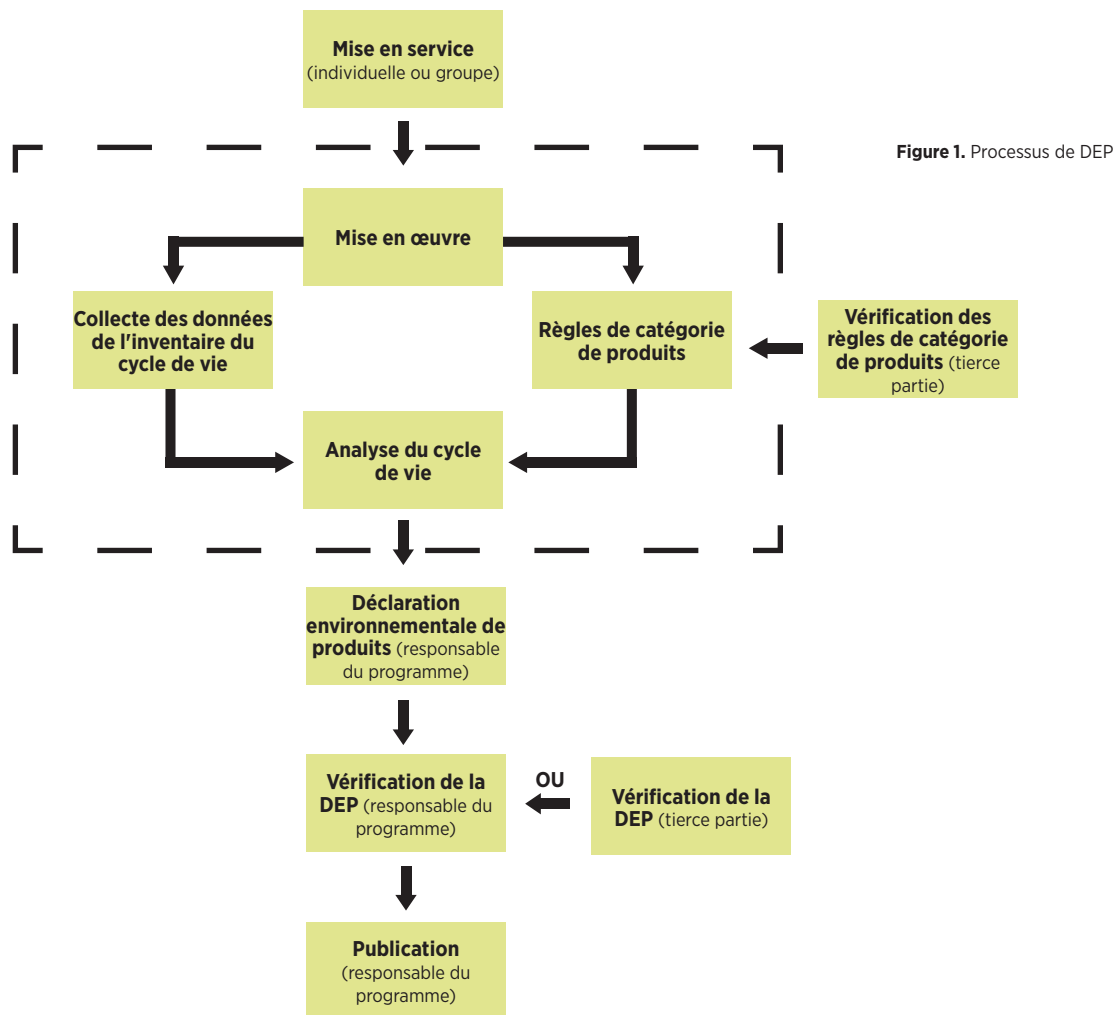 Mise en service
(individuelle ou groupe)
Figure 1. Processus de DEP
Mise en œuvre
Collecte des données
de l'inventaire du
cycle de vie
Règles de catégorie
de produits
Vérification des
règles de catégorie
de produits (tierce
partie)
Analyse du cycle
de vie
Déclaration
environnementale de
produits (responsable
du programme)
Vérification de la
DEP (responsable du
programme)
OU
Vérification de la
DEP (tierce partie)
Publication
(responsable du
programme)